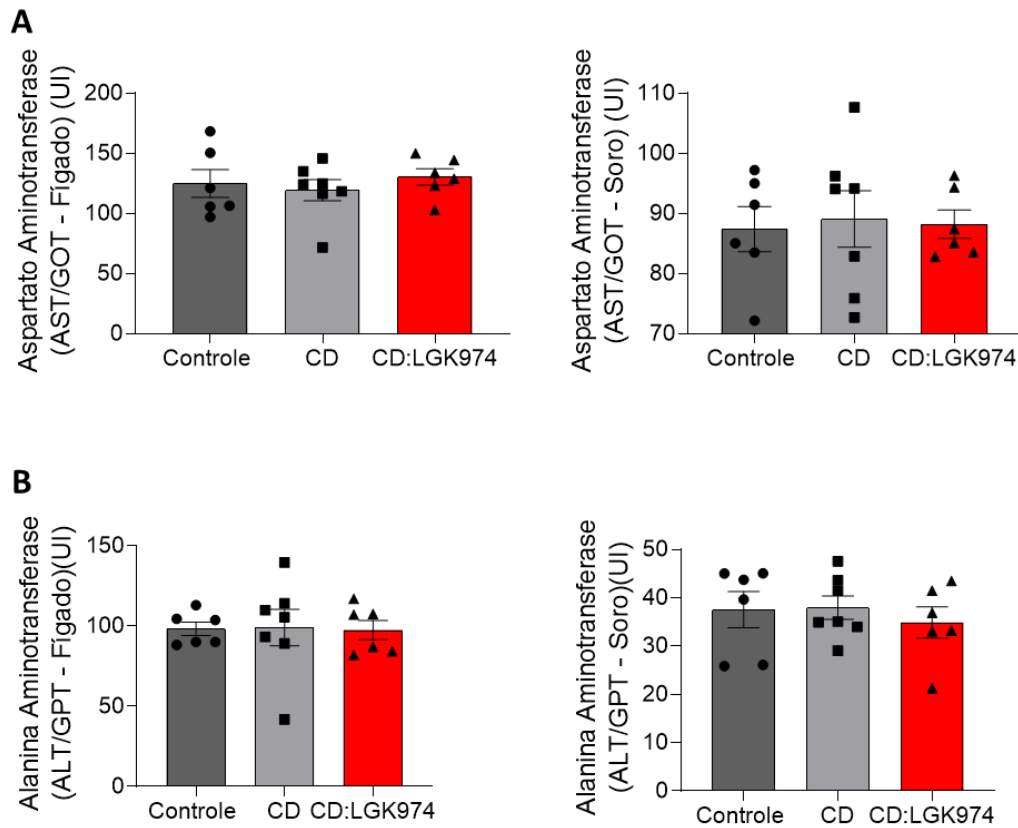 A
Aspartato Aminotransferase
(AST/GOT - Fígado) (UI)
200
150
100
50
0
Controle CD CD:LGK974
Aspartato Aminotransferase
(AST/GOT - Soro) (UI)
110
100
90
80
70
Controle CD CD:LGK974
B
Alanina Aminotransferase
(ALT/GPT - Fígado)(UI)
150
100
50
0
Controle CD CD:LGK974
Alanina Aminotransferase
(ALT/GPT - Soro)(UI)
50
40
30
20
10
0
Controle CD CD:LGK974